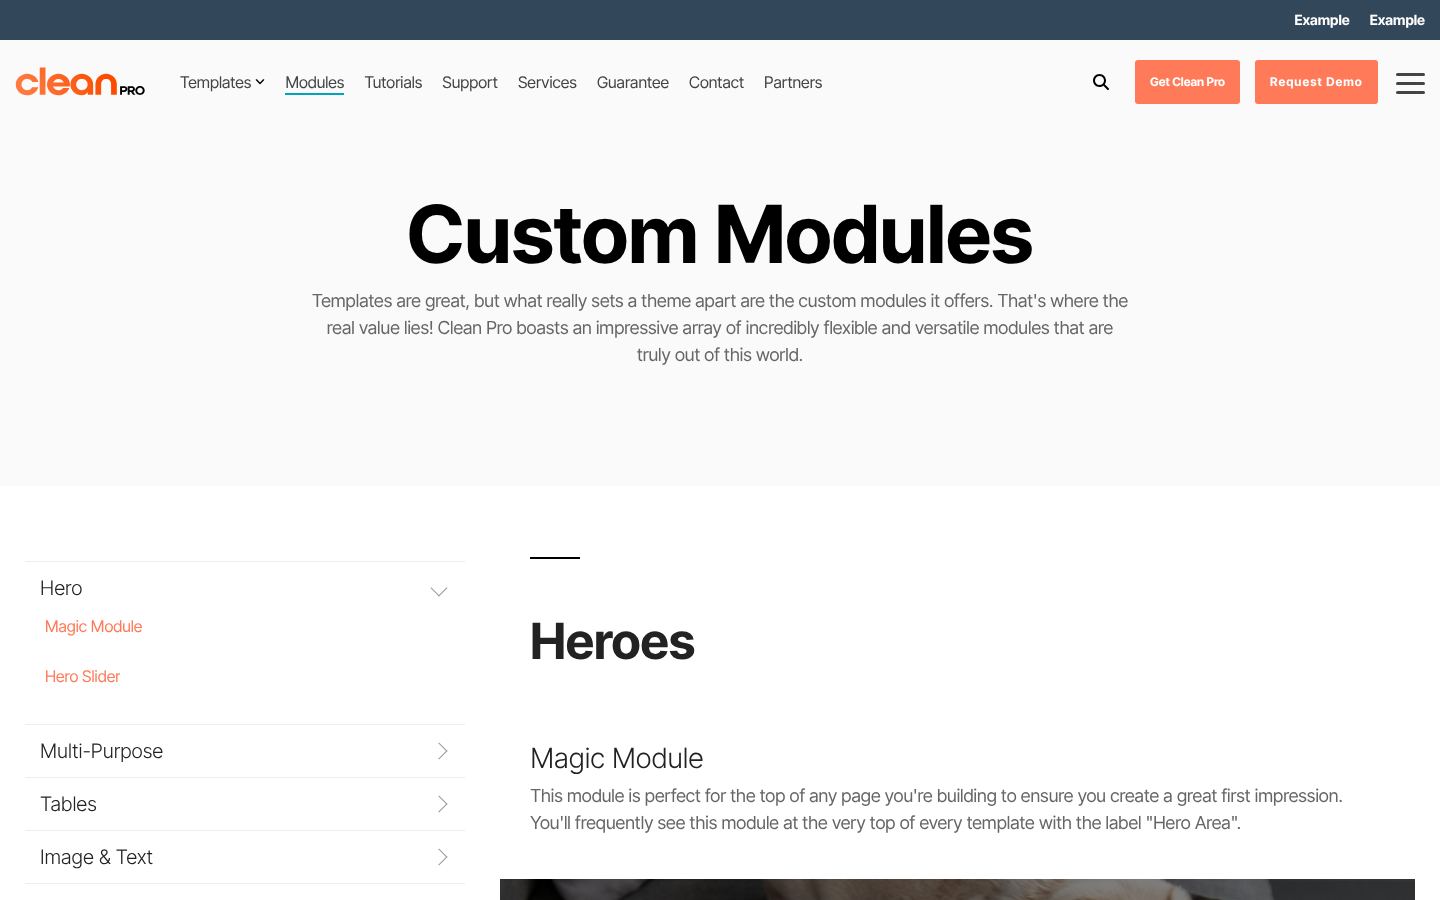 Example Example
clean PRO Templates Modules Tutorials Support Services Guarantee Contact Partners Get Clean Pro Request Demo
Custom Modules
Templates are great, but what really sets a theme apart are the custom modules it offers. That's where the
real value lies! Clean Pro boasts an impressive array of incredibly flexible and versatile modules that are
truly out of this world.
Hero
Magic Module
Hero Slider
Multi-Purpose
Tables
Image & Text
Heroes
Magic Module
This module is perfect for the top of any page you're building to ensure you create a great first impression.
You'll frequently see this module at the very top of every template with the label "Hero Area".